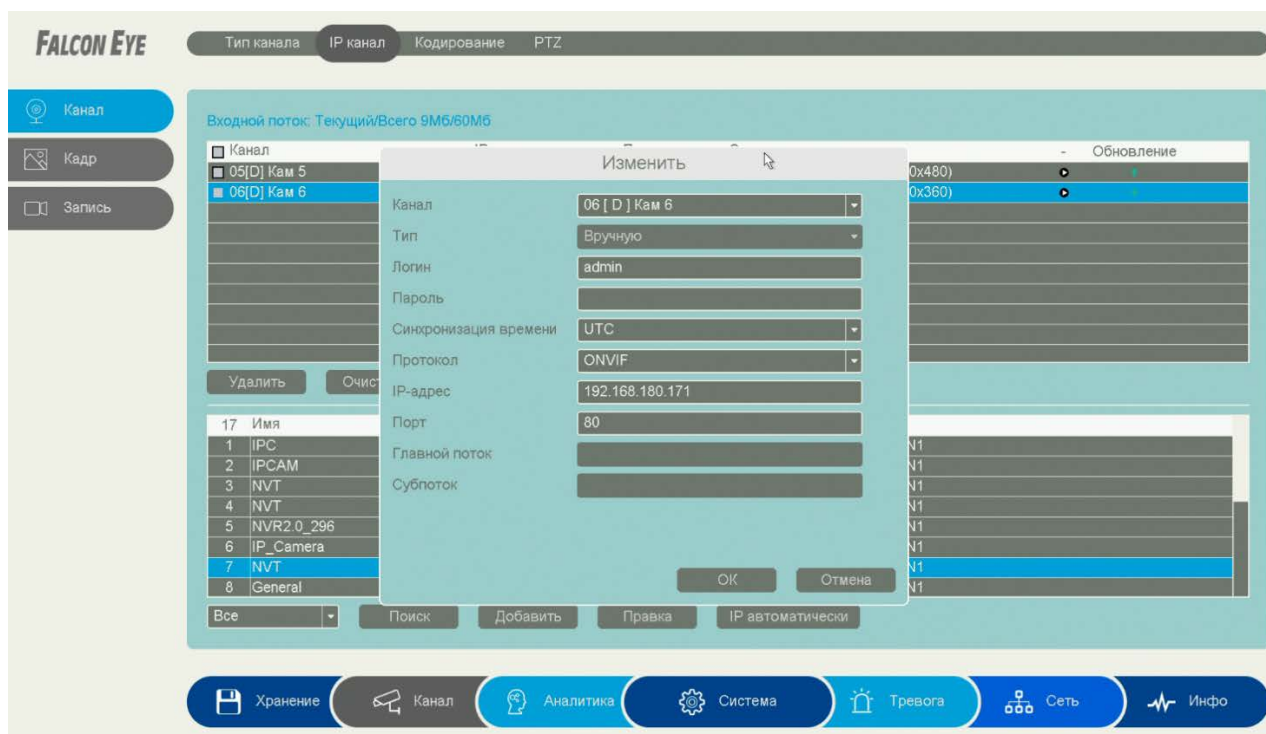 FALCON EYE
Тип канала IP канал Кодирование PTZ
Канал
Кадр
Запись
Входной поток: Текущий/Всего 9Мб/60Мб
Канал - Обновление
05[D] Кам 5 0x480)
06[D] Кам 6 0x360)
Изменить
Канал 06 [ D ] Кам 6
Тип Вручную
Логин admin
Пароль
Синхронизация времени UTC
Протокол ONVIF
IP-адрес 192.168.180.171
Порт 80
Главной поток
Субпоток
OK Отмена
Удалить Очист
17 Имя
1 IPC N1
2 IPCAM N1
3 NVT N1
4 NVT N1
5 NVR2.0_296 N1
6 IP_Camera N1
7 NVT N1
8 General N1
Все Поиск Добавить Правка IP автоматически
Хранение Канал Аналитика Система Тревога Сеть Инфо